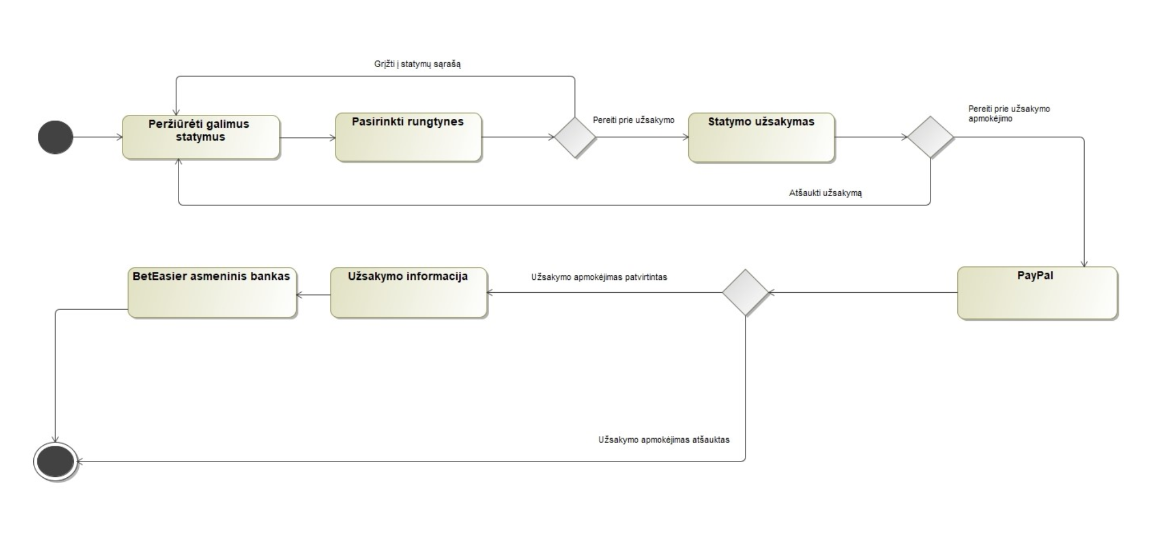 Grįžti į statymų sąrašą
Peržiūrėti galimus
statymus
Pasirinkti rungtynes
Pereiti prie užsakymo
Statymo užsakymas
Pereiti prie užsakymo
apmokėjimo
Atšaukti užsakymą
BetEasier asmeninis bankas
Užsakymo informacija
Užsakymo apmokėjimas patvirtintas
PayPal
Užsakymo apmokėjimas atšauktas